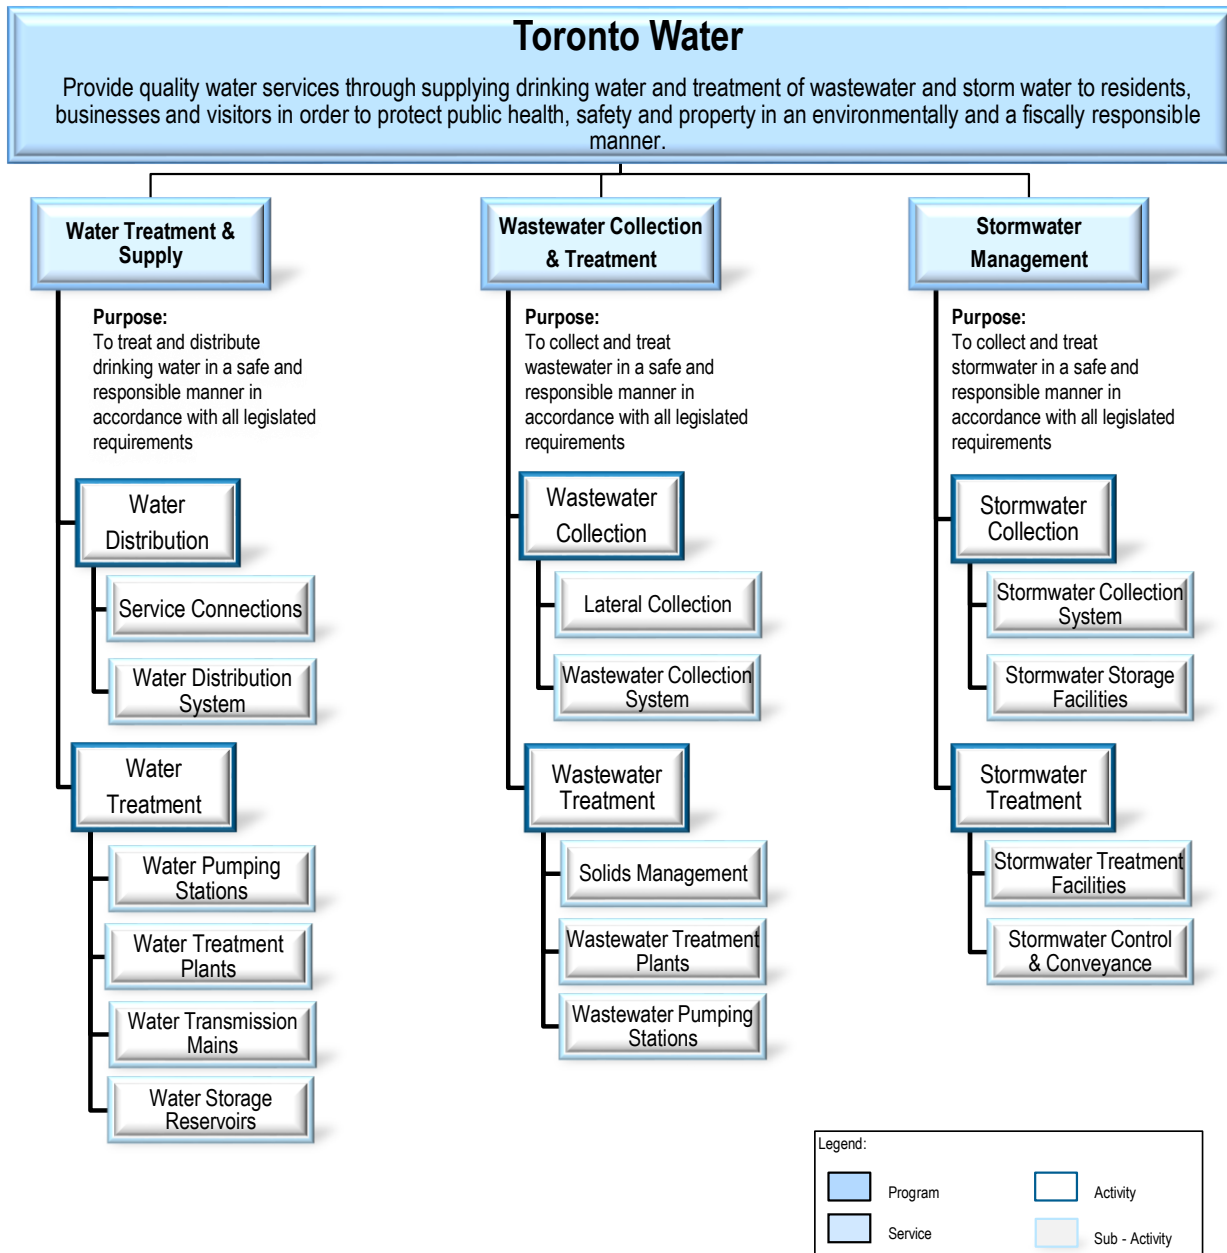 Toronto Water
Provide quality water services through supplying drinking water and treatment of wastewater and storm water to residents,
businesses and visitors in order to protect public health, safety and property in an environmentally and a fiscally responsible
manner.
Water Treatment &
Supply
Purpose:
To treat and distribute
drinking water in a safe and
responsible manner in
accordance with all legislated
requirements
Water
Distribution
Service Connections
Water Distribution
System
Water
Treatment
Water Pumping
Stations
Water Treatment
Plants
Water Transmission
Mains
Water Storage
Reservoirs
Wastewater Collection
& Treatment
Purpose:
To collect and treat
wastewater in a safe and
responsible manner in
accordance with all legislated
requirements
Wastewater
Collection
Lateral Collection
Wastewater Collection
System
Wastewater
Treatment
Solids Management
Wastewater Treatment
Plants
Wastewater Pumping
Stations
Stormwater
Management
Purpose:
To collect and treat
stormwater in a safe and
responsible manner in
accordance with all legislated
requirements
Stormwater
Collection
Stormwater Collection
System
Stormwater Storage
Facilities
Stormwater
Treatment
Stormwater Treatment
Facilities
Stormwater Control
& Conveyance
Legend:
Program
Activity
Service
Sub - Activity